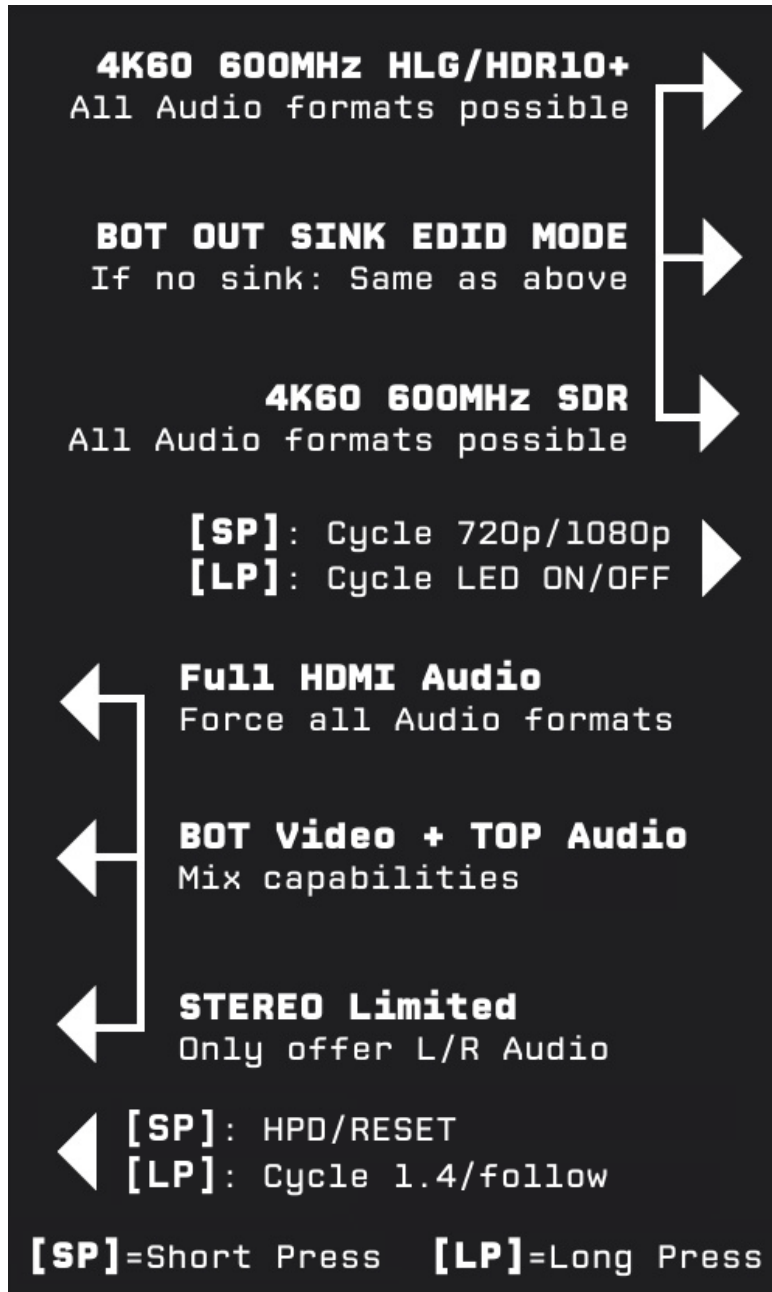 4K60 600MHz HLG/HDR10+
All Audio formats possible
BOT OUT SINK EDID MODE
If no sink: Same as above
4K60 600MHz SDR
All Audio formats possible
[SP]: Cycle 720p/1080p
[LP]: Cycle LED ON/OFF
Full HDMI Audio
Force all Audio formats
BOT Video + TOP Audio
Mix capabilities
STEREO Limited
Only offer L/R Audio
[SP]: HPD/RESET
[LP]: Cycle 1.4/follow
[SP]=Short Press [LP]=Long Press